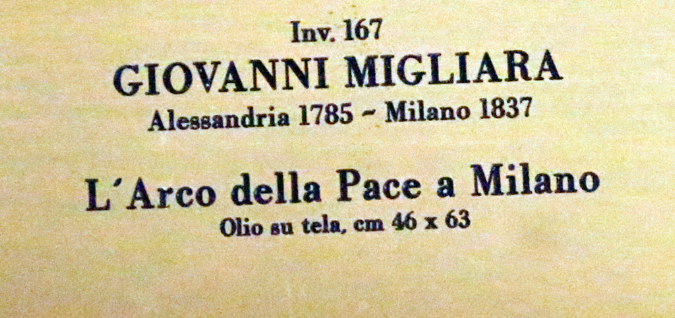 Inv. 167
GIOVANNI MIGLIARA
Alessandria 1785 ~ Milano 1837
L'Arco della Pace a Milano
Olio su tela, cm 46 x 63